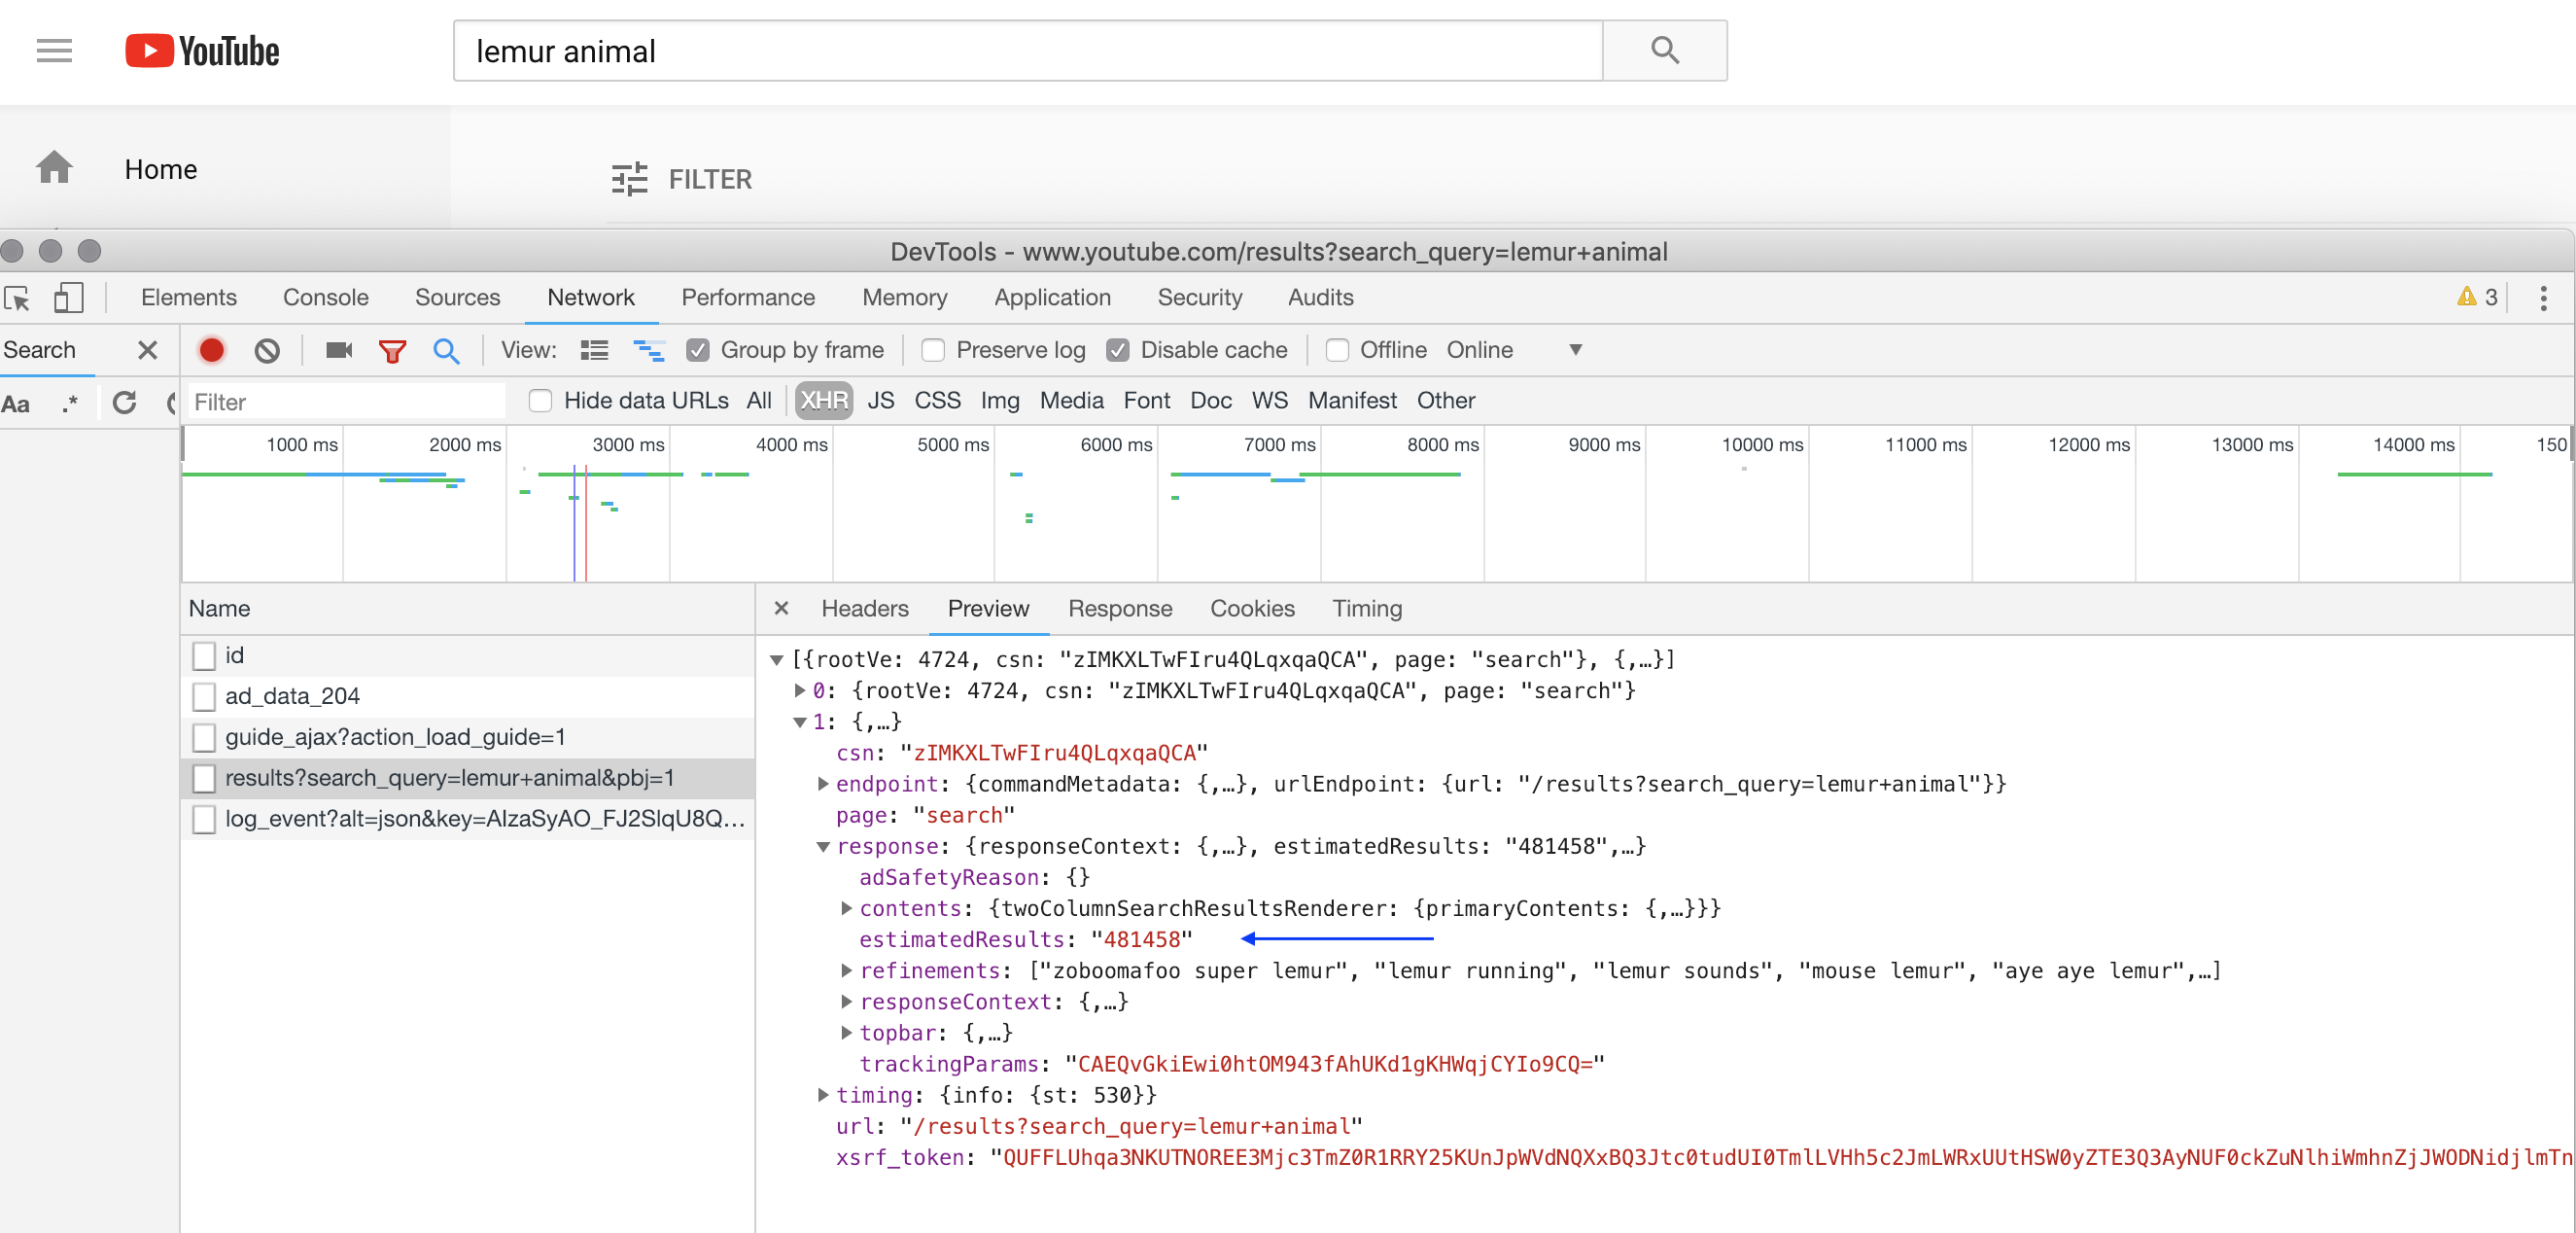 YouTube
lemur animal
Home
FILTER
DevTools - www.youtube.com/results?search_query=lemur+animal
Elements Console Sources Network Performance Memory Application Security Audits 3
Search View: Group by frame Preserve log Disable cache Offline Online
Aa .* Filter Hide data URLs All XHR JS CSS Img Media Font Doc WS Manifest Other
1000 ms 2000 ms 3000 ms 4000 ms 5000 ms 6000 ms 7000 ms 8000 ms 9000 ms 10000 ms 11000 ms 12000 ms 13000 ms 14000 ms 150
Name
Headers Preview Response Cookies Timing
id
ad_data_204
guide_ajax?action_load_guide=1
results?search_query=lemur+animal&pbj=1
log_event?alt=json&key=AIzaSyAO_FJ2SlqU8Q...
[{rootVe: 4724, csn: "zIMKXLTwFIru4QLqxqaQCA", page: "search"}, {,…}]
0: {rootVe: 4724, csn: "zIMKXLTwFIru4QLqxqaQCA", page: "search"}
1: {,…}
csn: "zIMKXLTwFIru4QLqxqaQCA"
endpoint: {commandMetadata: {,…}, urlEndpoint: {url: "/results?search_query=lemur+animal"}}
page: "search"
response: {responseContext: {,…}, estimatedResults: "481458",…}
adSafetyReason: {}
contents: {twoColumnSearchResultsRenderer: {primaryContents: {,…}}}
estimatedResults: "481458"
refinements: ["zoboomafoo super lemur", "lemur running", "lemur sounds", "mouse lemur", "aye aye lemur",…]
responseContext: {,…}
topbar: {,…}
trackingParams: "CAEQvGkiEwi0htOM943fAhUKd1gKHWqjCYIo9CQ="
timing: {info: {st: 530}}
url: "/results?search_query=lemur+animal"
xsrf_token: "QUFFLUhqa3NKUTNOREE3Mjc3TmZ0R1RRY25KUnJpWVdNQXxBQ3Jtc0tudUI0TmlLVHh5c2JmLWRxUUtHSW0yZTE3Q3AyNUF0ckZuNlhiWmhnZjJWODNidjlmTn